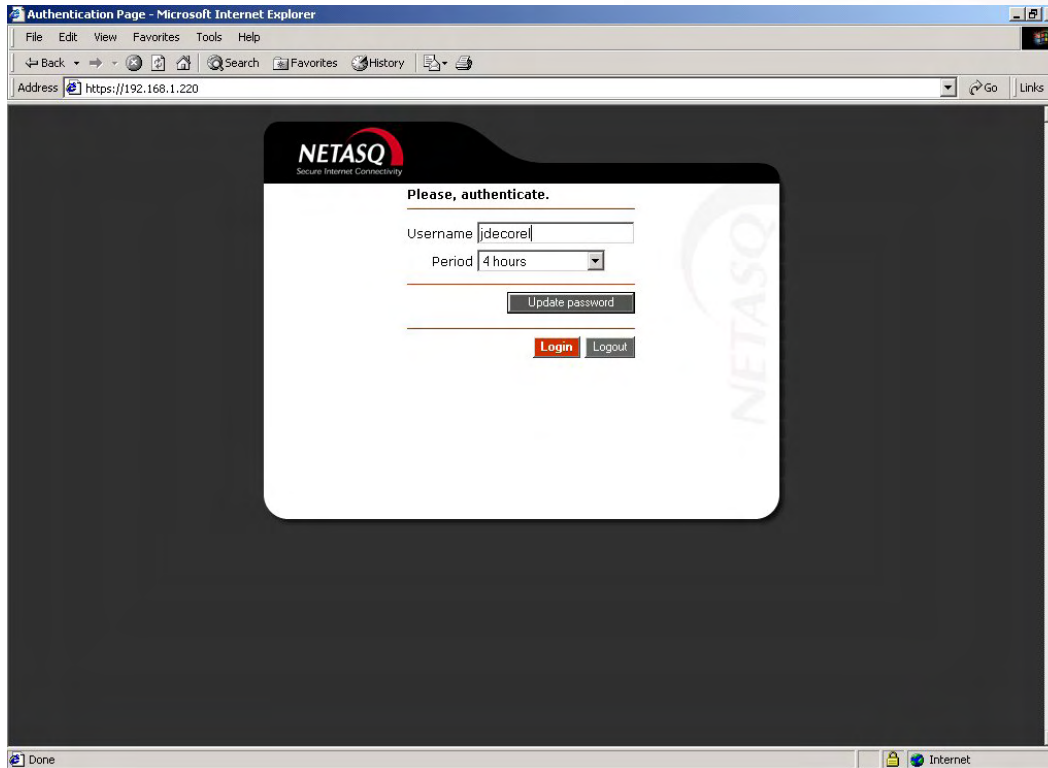 Authentication Page - Microsoft Internet Explorer
File Edit View Favorites Tools Help
Back Search Favorites History
Address https://192.168.1.220 Go Links
NETASQ
Secure Internet Connectivity
Please, authenticate.
Username jdecorel
Period 4 hours
Update password
Login Logout
NETASQ
Done Internet